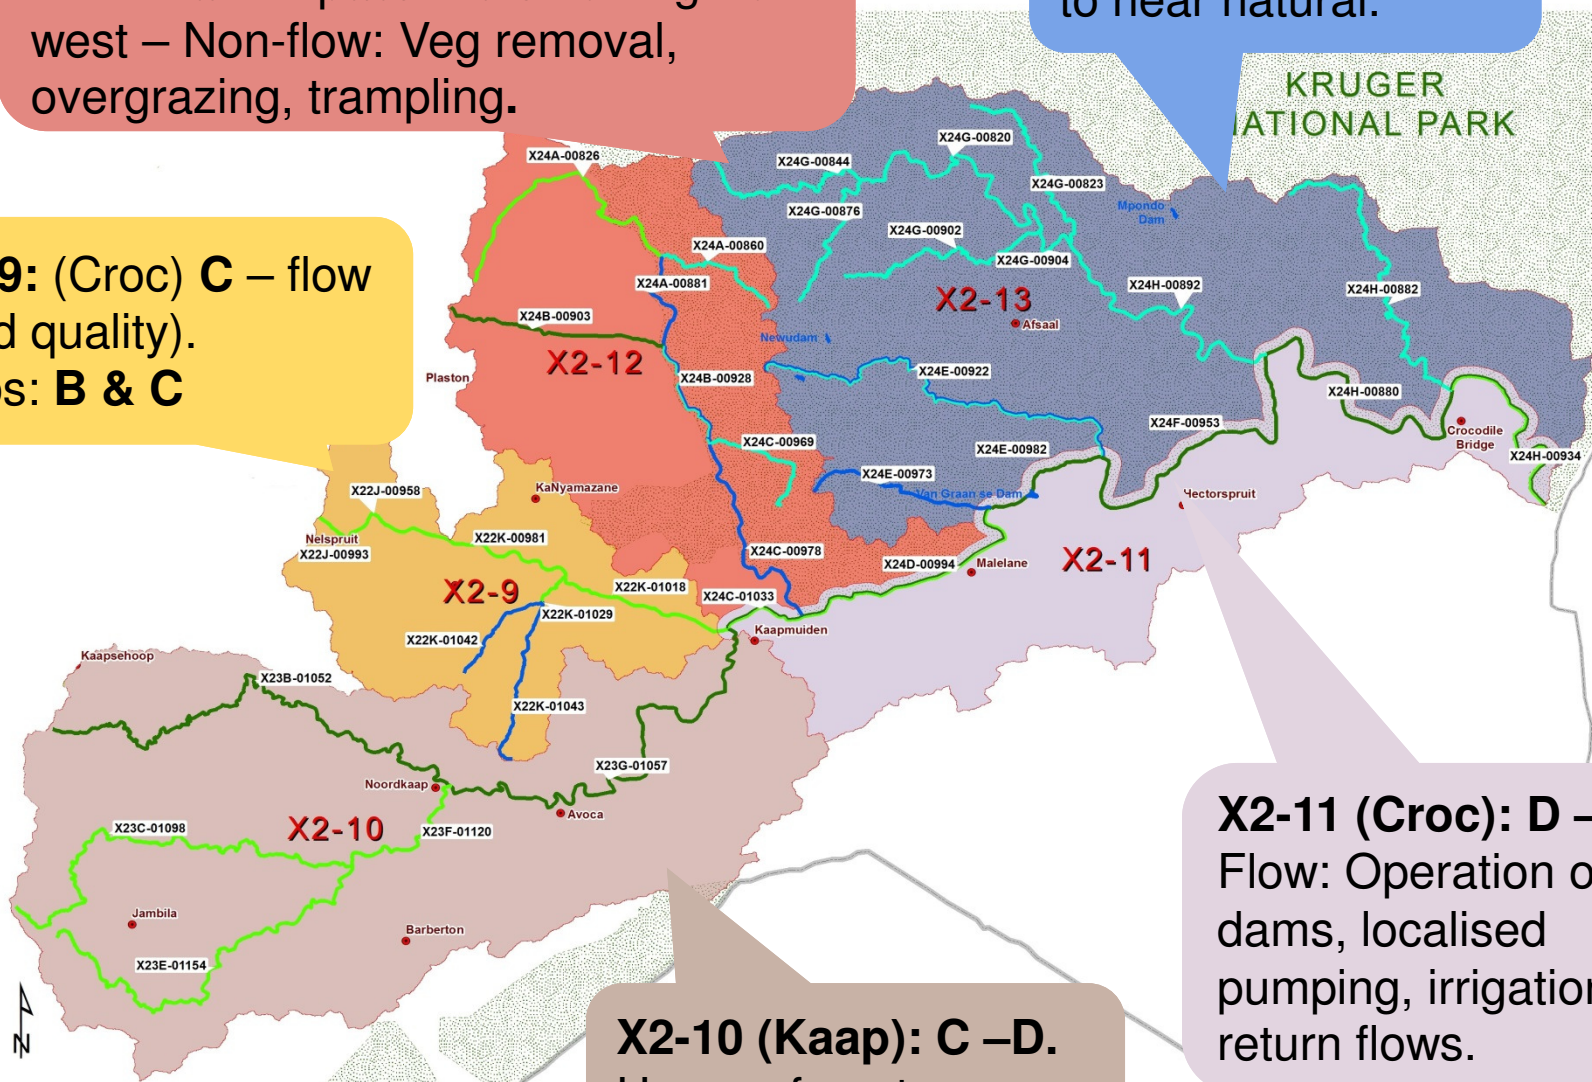 west – Non-flow: Veg removal,
overgrazing, trampling.
to near natural.
KRUGER
NATIONAL PARK
9: (Croc) C – flow
d quality).
s: B & C
X24A-00826
X24G-00820
X24G-00844
X24G-00823
X24G-00876
Mpondo
Dam
X24G-00902
X24A-00860
X24G-00904
X24A-00881
X24H-00892
X24H-00882
X2-13
Afsaal
X24B-00903
Newudam
X2-12
Plaston
X24B-00928
X24E-00922
X24H-00880
X24F-00953
Crocodile
Bridge
X24C-00969
X24E-00982
X24H-00934
X24E-00973
Van Graan se Dam
KaNyamazane
X22J-00958
Hectorspruit
Nelspruit
X22J-00993
X22K-00981
X24C-00978
X24D-00994
Malelane
X2-11
X2-9
X22K-01018
X24C-01033
X22K-01029
Kaapmuiden
X22K-01042
Kaapsehoop
X23B-01052
X22K-01043
X23G-01057
Noordkaap
Avoca
X23C-01098
X2-10
X23F-01120
Jambila
Barberton
X23E-01154
N
X2-11 (Croc): D –
Flow: Operation o
dams, localised
pumping, irrigation
return flows.
X2-10 (Kaap): C –D.